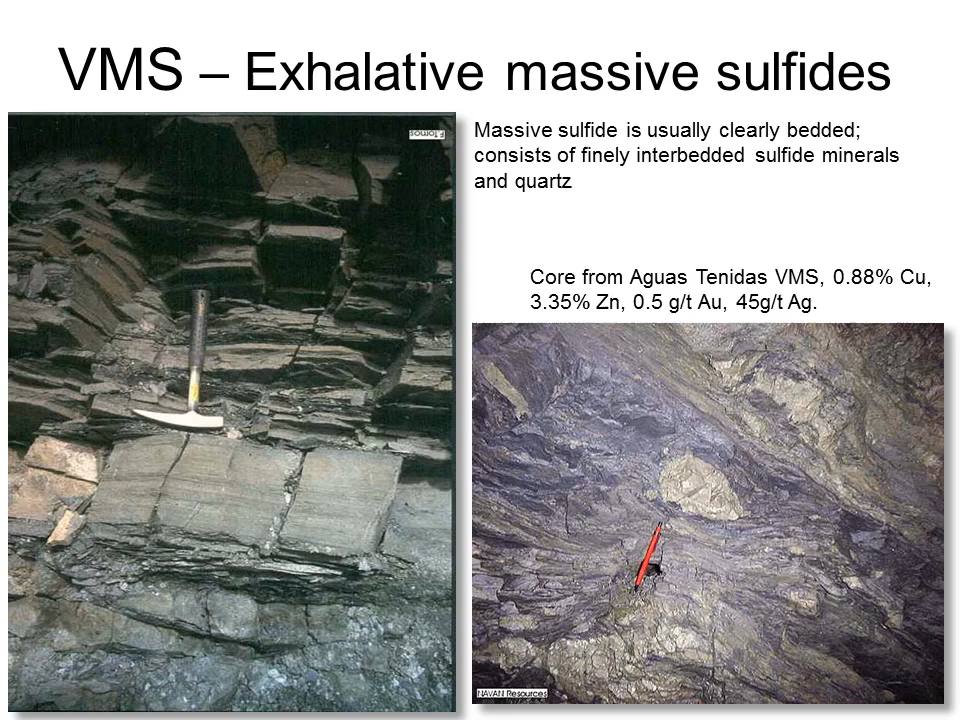 VMS – Exhalative massive sulfides
F.Tornos
Massive sulfide is usually clearly bedded;
consists of finely interbedded sulfide minerals
and quartz
Core from Aguas Tenidas VMS, 0.88% Cu,
3.35% Zn, 0.5 g/t Au, 45g/t Ag.
NAVAN Resources